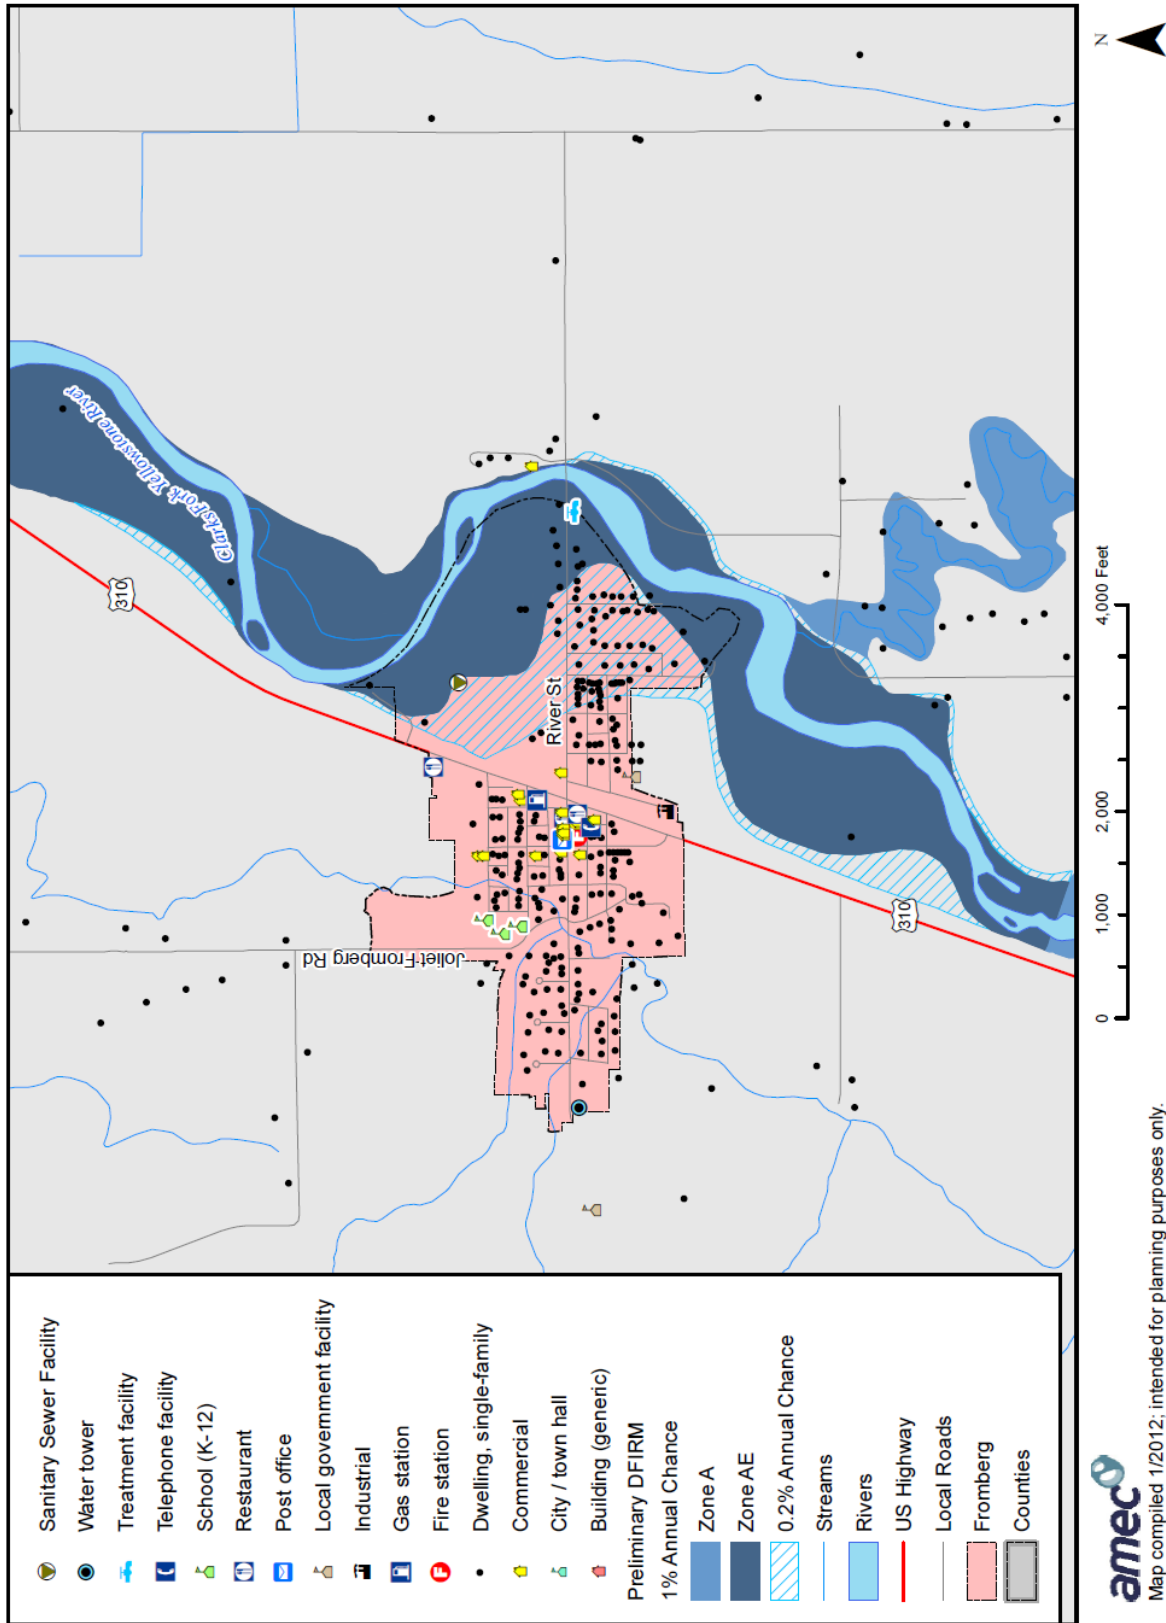 Sanitary Sewer Facility
Water tower
Treatment facility
Telephone facility
School (K-12)
Restaurant
Post office
Local government facility
Industrial
Gas station
Fire station
Dwelling, single-family
Commercial
City / town hall
Building (generic)
Preliminary DFIRM
1% Annual Chance
Zone A
Zone AE
0.2% Annual Chance
Streams
Rivers
US Highway
Local Roads
Fromberg
Counties
Clarks Fork Yellowstone River
310
River St
Joliet Fromberg Rd
310
0 1,000 2,000 4,000 Feet
N
amec
Map compiled 1/2012; intended for planning purposes only.